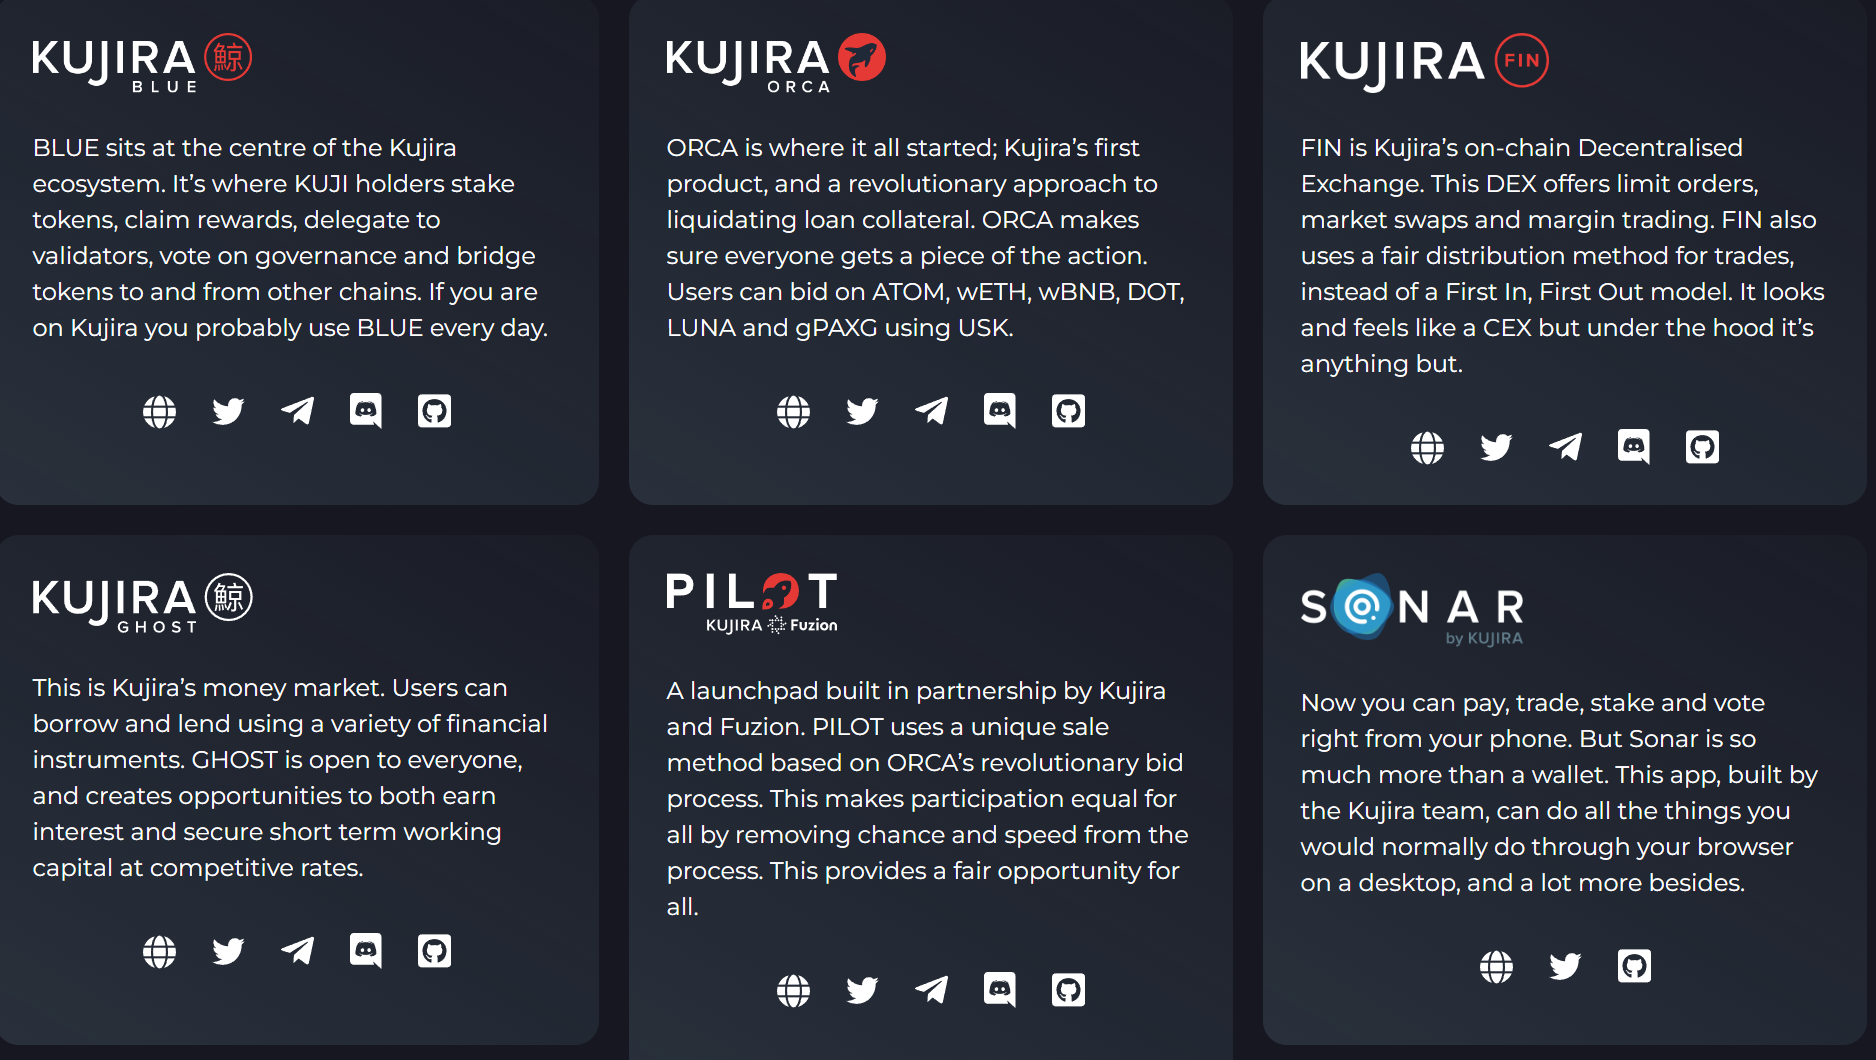 KUJIRA 鯨
BLUE
BLUE sits at the centre of the Kujira
ecosystem. It’s where KUJI holders stake
tokens, claim rewards, delegate to
validators, vote on governance and bridge
tokens to and from other chains. If you are
on Kujira you probably use BLUE every day.
KUJIRA
ORCA
ORCA is where it all started; Kujira’s first
product, and a revolutionary approach to
liquidating loan collateral. ORCA makes
sure everyone gets a piece of the action.
Users can bid on ATOM, wETH, wBNB, DOT,
LUNA and gPAXG using USK.
KUJIRA FIN
FIN is Kujira’s on-chain Decentralised
Exchange. This DEX offers limit orders,
market swaps and margin trading. FIN also
uses a fair distribution method for trades,
instead of a First In, First Out model. It looks
and feels like a CEX but under the hood it’s
anything but.
KUJIRA 鯨
GHOST
This is Kujira’s money market. Users can
borrow and lend using a variety of financial
instruments. GHOST is open to everyone,
and creates opportunities to both earn
interest and secure short term working
capital at competitive rates.
PILOT
KUJIRA Fuzion
A launchpad built in partnership by Kujira
and Fuzion. PILOT uses a unique sale
method based on ORCA’s revolutionary bid
process. This makes participation equal for
all by removing chance and speed from the
process. This provides a fair opportunity for
all.
SONAR
by KUJIRA
Now you can pay, trade, stake and vote
right from your phone. But Sonar is so
much more than a wallet. This app, built by
the Kujira team, can do all the things you
would normally do through your browser
on a desktop, and a lot more besides.